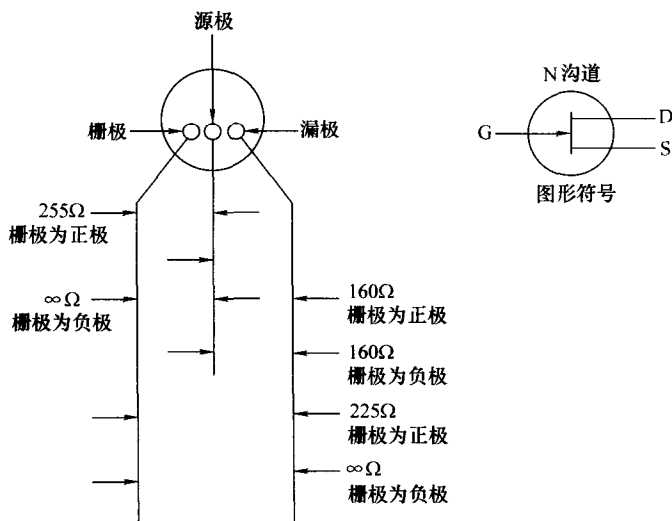 源极
栅极
漏极
N沟道
G
D
S
图形符号
255Ω
栅极为正极
∞Ω
栅极为负极
160Ω
栅极为正极
160Ω
栅极为负极
225Ω
栅极为正极
∞Ω
栅极为负极